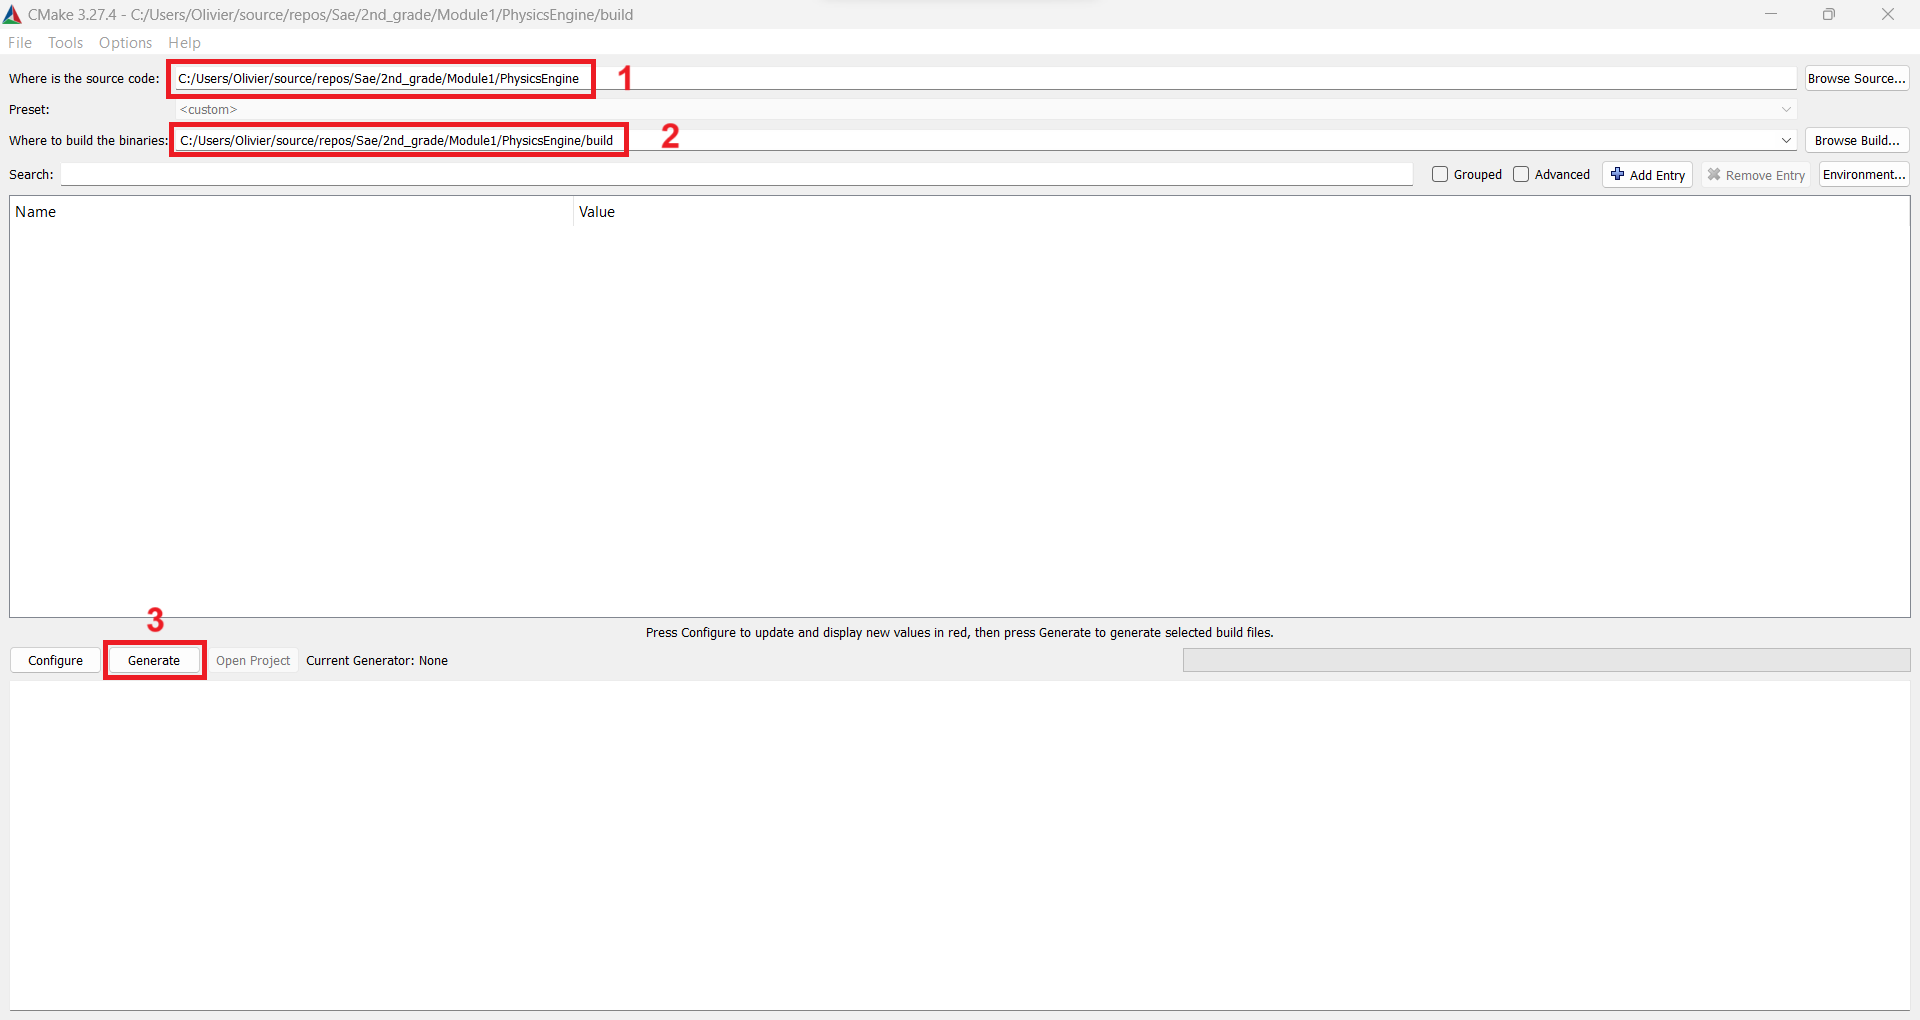 CMake 3.27.4 - C:/Users/Olivier/source/repos/Sae/2nd_grade/Module1/PhysicsEngine/build
File Tools Options Help
Where is the source code: C:/Users/Olivier/source/repos/Sae/2nd_grade/Module1/PhysicsEngine 1 Browse Source...
Preset: <custom>
Where to build the binaries: C:/Users/Olivier/source/repos/Sae/2nd_grade/Module1/PhysicsEngine/build 2 Browse Build...
Search: Grouped Advanced Add Entry Remove Entry Environment...
Name Value
3
Press Configure to update and display new values in red, then press Generate to generate selected build files.
Configure Generate Open Project Current Generator: None